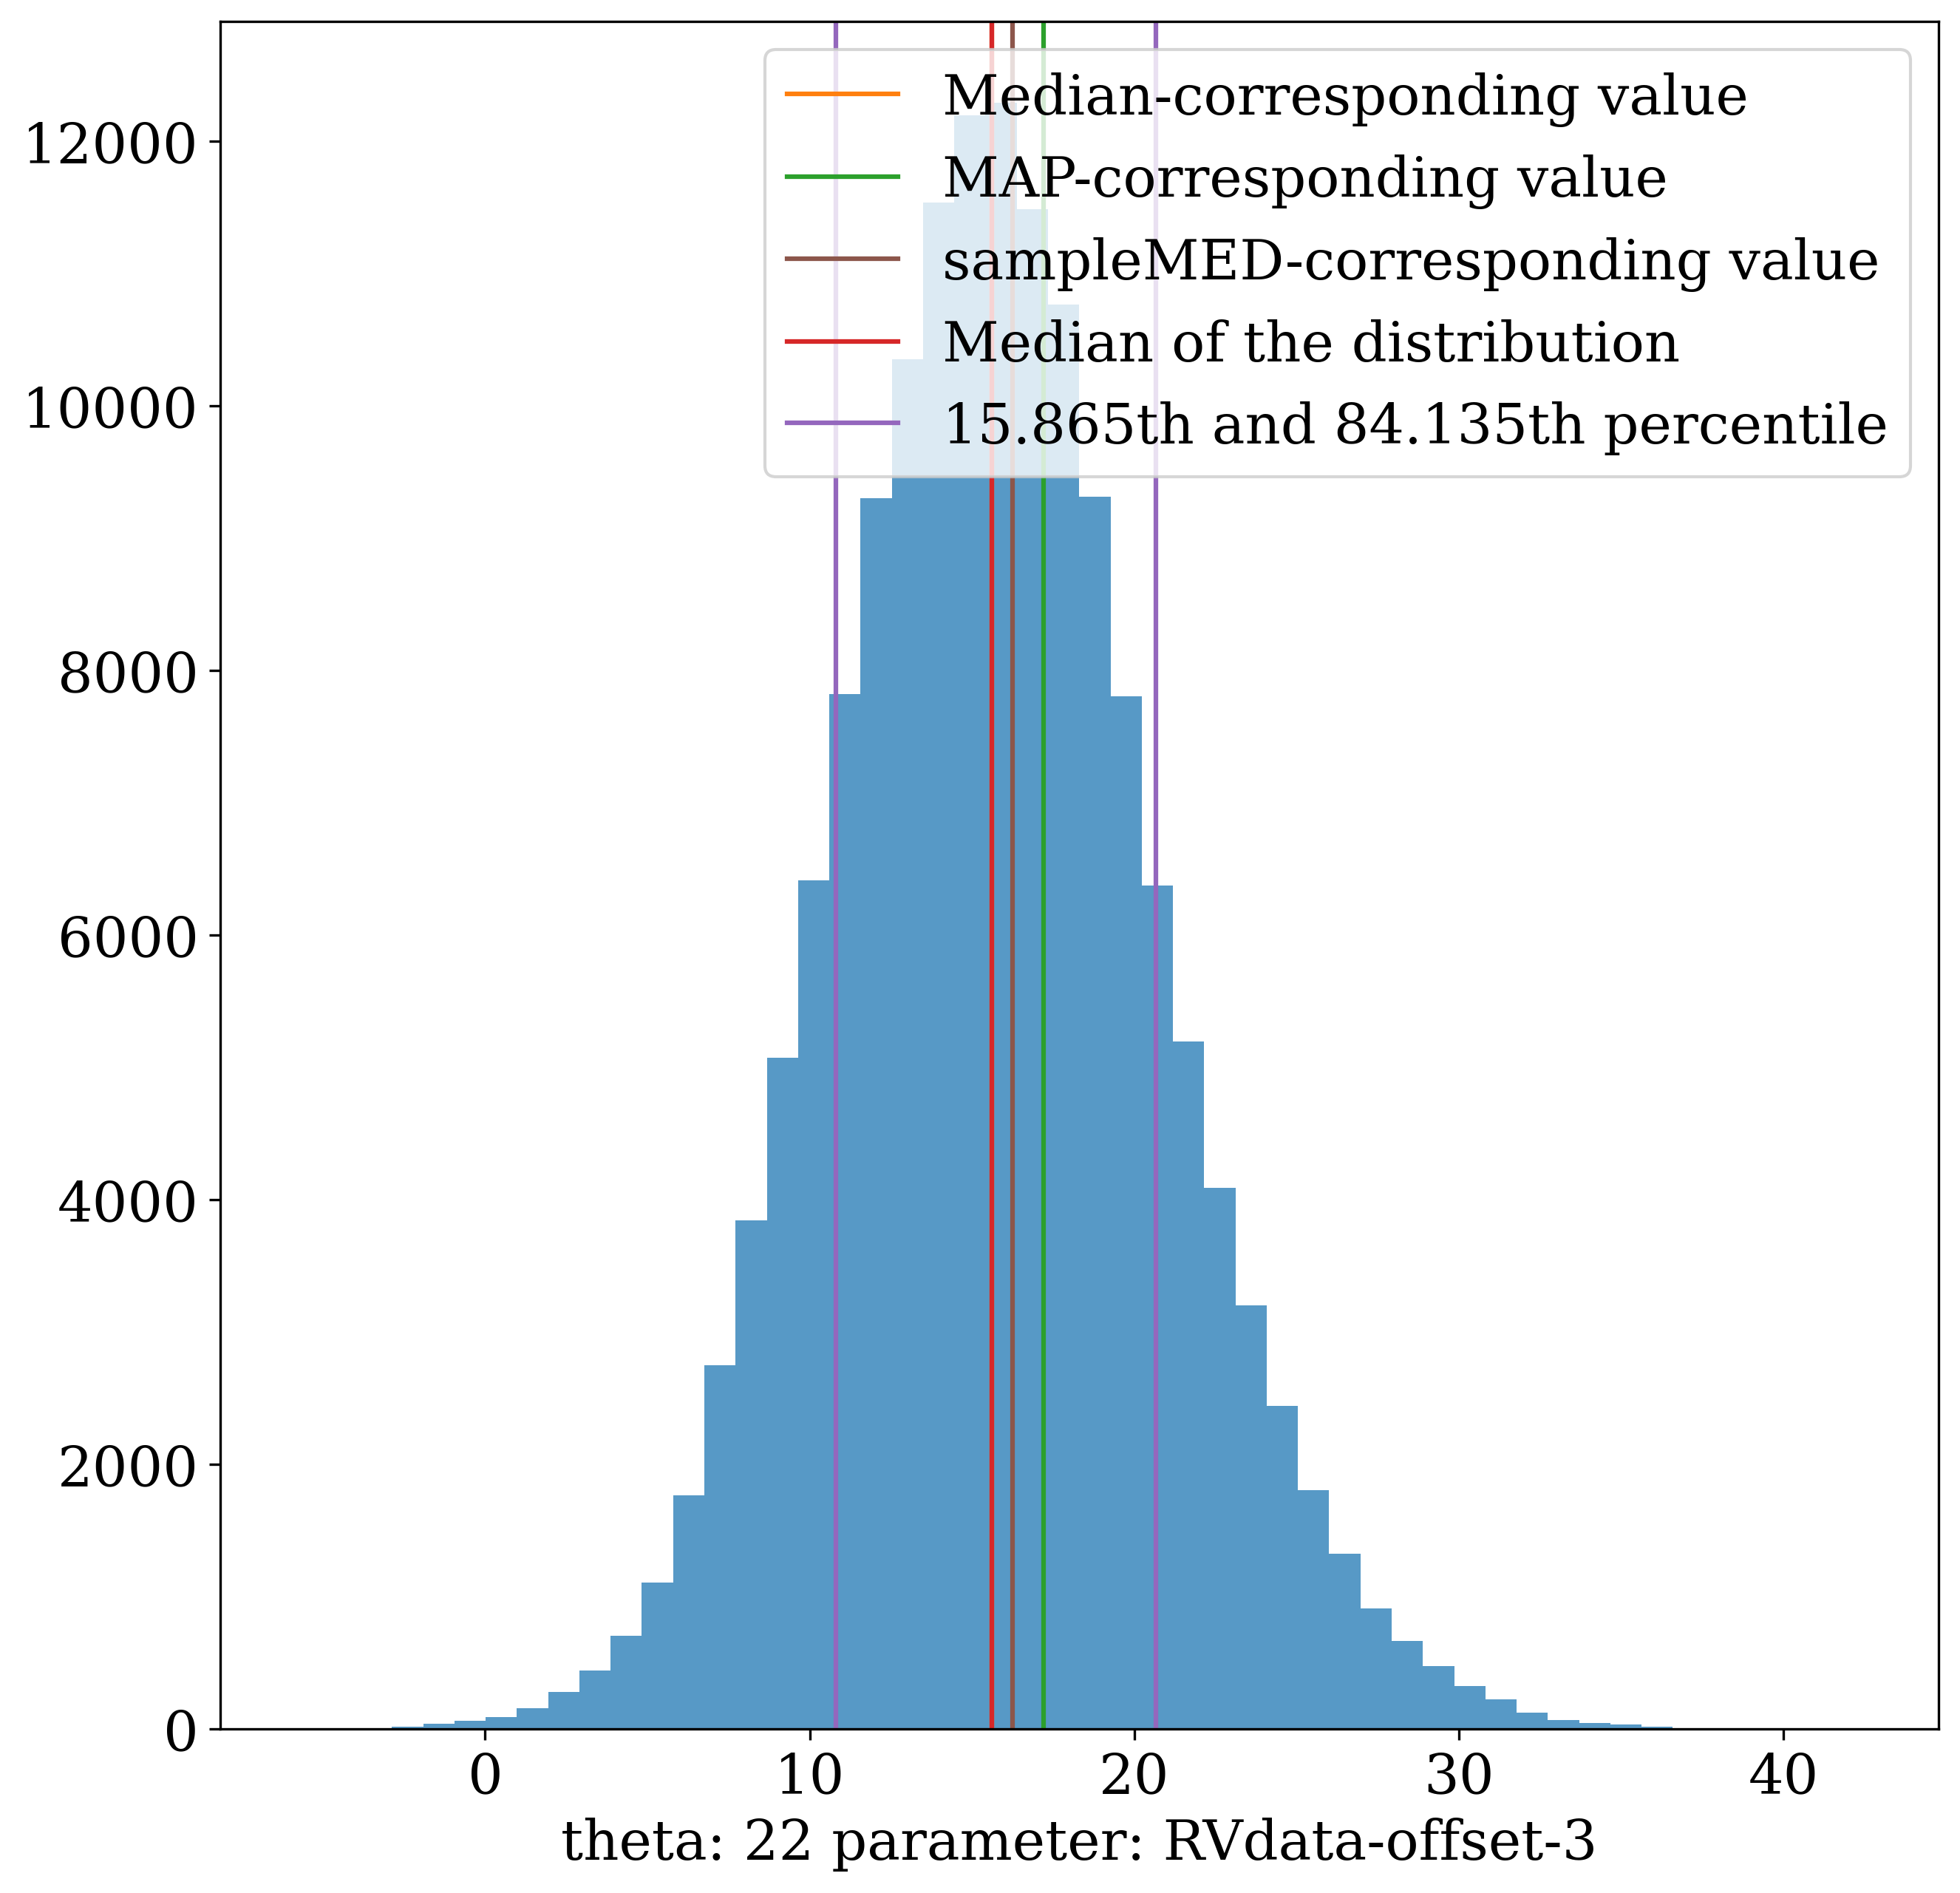 Median-corresponding value
MAP-corresponding value
sampleMED-corresponding value
Median of the distribution
15.865th and 84.135th percentile
12000
10000
8000
6000
4000
2000
0
0 10 20 30 40
theta: 22 parameter: RVdata-offset-3